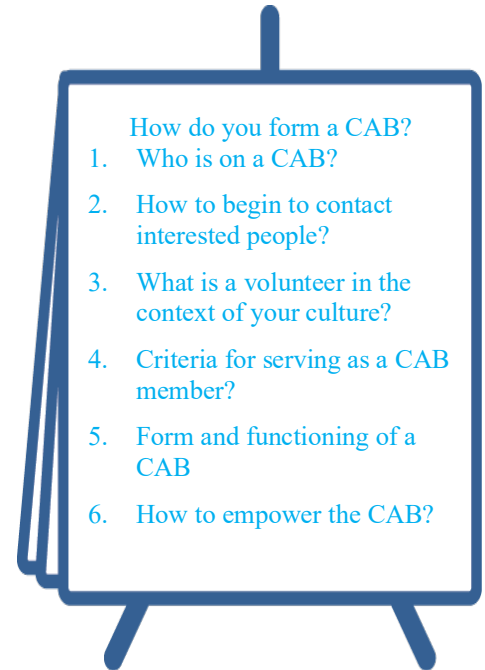 How do you form a CAB?
1. Who is on a CAB?
2. How to begin to contact
interested people?
3. What is a volunteer in the
context of your culture?
4. Criteria for serving as a CAB
member?
5. Form and functioning of a
CAB
6. How to empower the CAB?